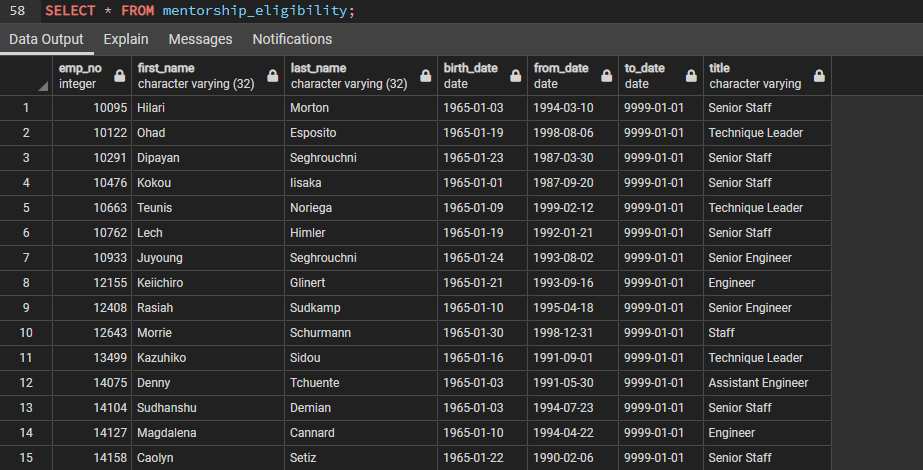 58 SELECT * FROM mentorship_eligibility;
Data Output Explain Messages Notifications
emp_no first_name last_name birth_date from_date to_date title
integer character varying (32) character varying (32) date date date character varying
1 10095 Hilari Morton 1965-01-03 1994-03-10 9999-01-01 Senior Staff
2 10122 Ohad Esposito 1965-01-19 1998-08-06 9999-01-01 Technique Leader
3 10291 Dipayan Seghrouchni 1965-01-23 1987-03-30 9999-01-01 Senior Staff
4 10476 Kokou Iisaka 1965-01-01 1987-09-20 9999-01-01 Senior Staff
5 10663 Teunis Noriega 1965-01-09 1999-02-12 9999-01-01 Technique Leader
6 10762 Lech Himler 1965-01-19 1992-01-21 9999-01-01 Senior Staff
7 10933 Juyoung Seghrouchni 1965-01-24 1993-08-02 9999-01-01 Senior Engineer
8 12155 Keiichiro Glinert 1965-01-21 1993-09-16 9999-01-01 Engineer
9 12408 Rasiah Sudkamp 1965-01-10 1995-04-18 9999-01-01 Senior Engineer
10 12643 Morrie Schurmann 1965-01-30 1998-12-31 9999-01-01 Staff
11 13499 Kazuhiko Sidou 1965-01-16 1991-09-01 9999-01-01 Technique Leader
12 14075 Denny Tchuente 1965-01-03 1991-05-30 9999-01-01 Assistant Engineer
13 14104 Sudhanshu Demian 1965-01-03 1994-07-23 9999-01-01 Senior Staff
14 14127 Magdalena Cannard 1965-01-10 1994-04-22 9999-01-01 Engineer
15 14158 Caolyn Setiz 1965-01-22 1990-02-06 9999-01-01 Senior Staff